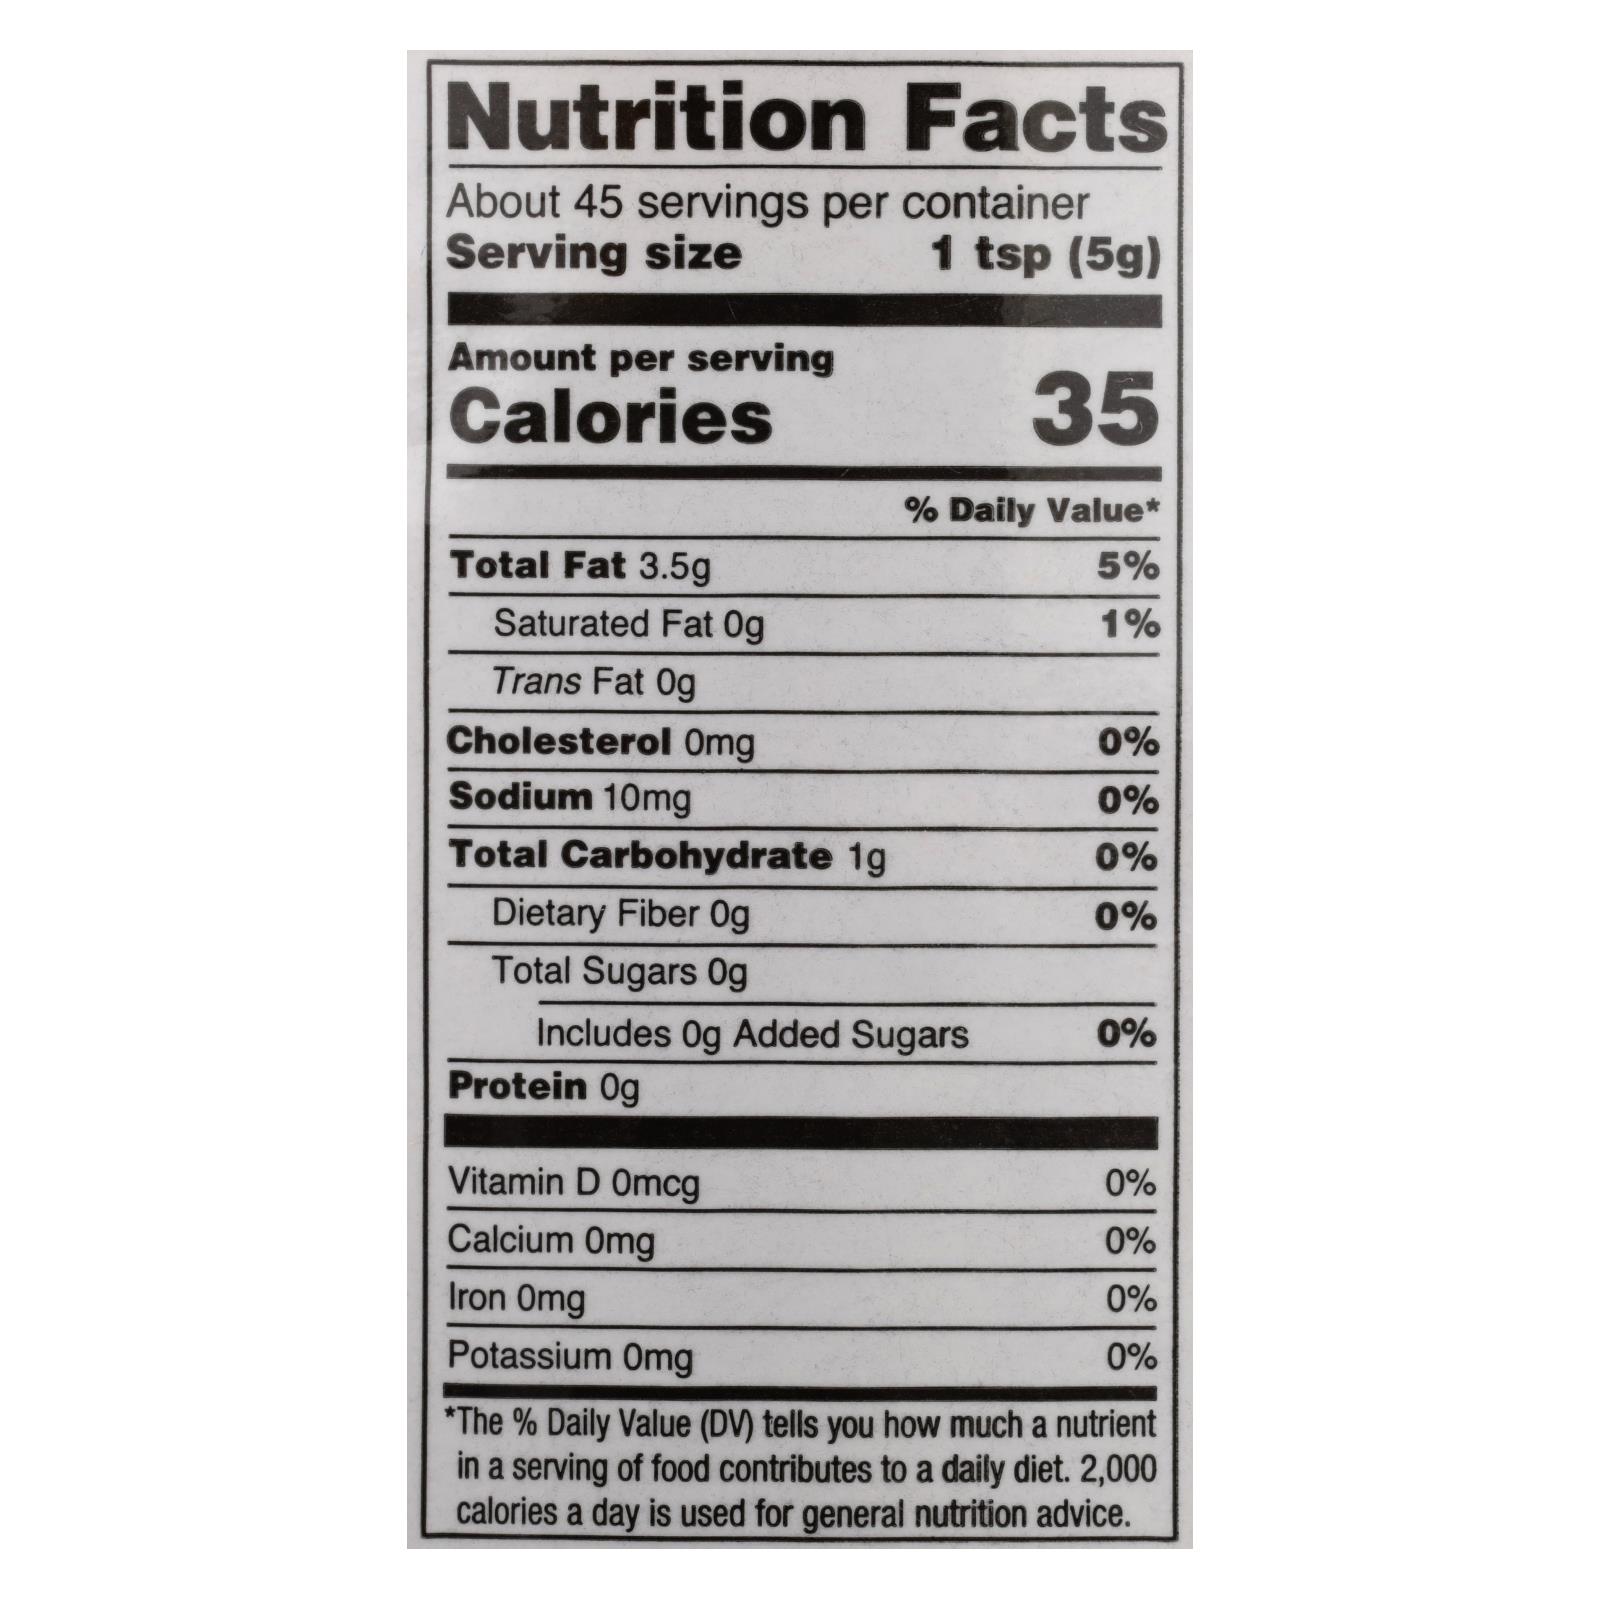 Nutrition Facts
About 45 servings per container
Serving size 1 tsp (5g)
Amount per serving
Calories 35
% Daily Value*
Total Fat 3.5g 5%
Saturated Fat 0g 1%
Trans Fat 0g
Cholesterol 0mg 0%
Sodium 10mg 0%
Total Carbohydrate 1g 0%
Dietary Fiber 0g 0%
Total Sugars 0g
Includes 0g Added Sugars 0%
Protein 0g
Vitamin D 0mcg 0%
Calcium 0mg 0%
Iron 0mg 0%
Potassium 0mg 0%
*The % Daily Value (DV) tells you how much a nutrient
in a serving of food contributes to a daily diet. 2,000
calories a day is used for general nutrition advice.